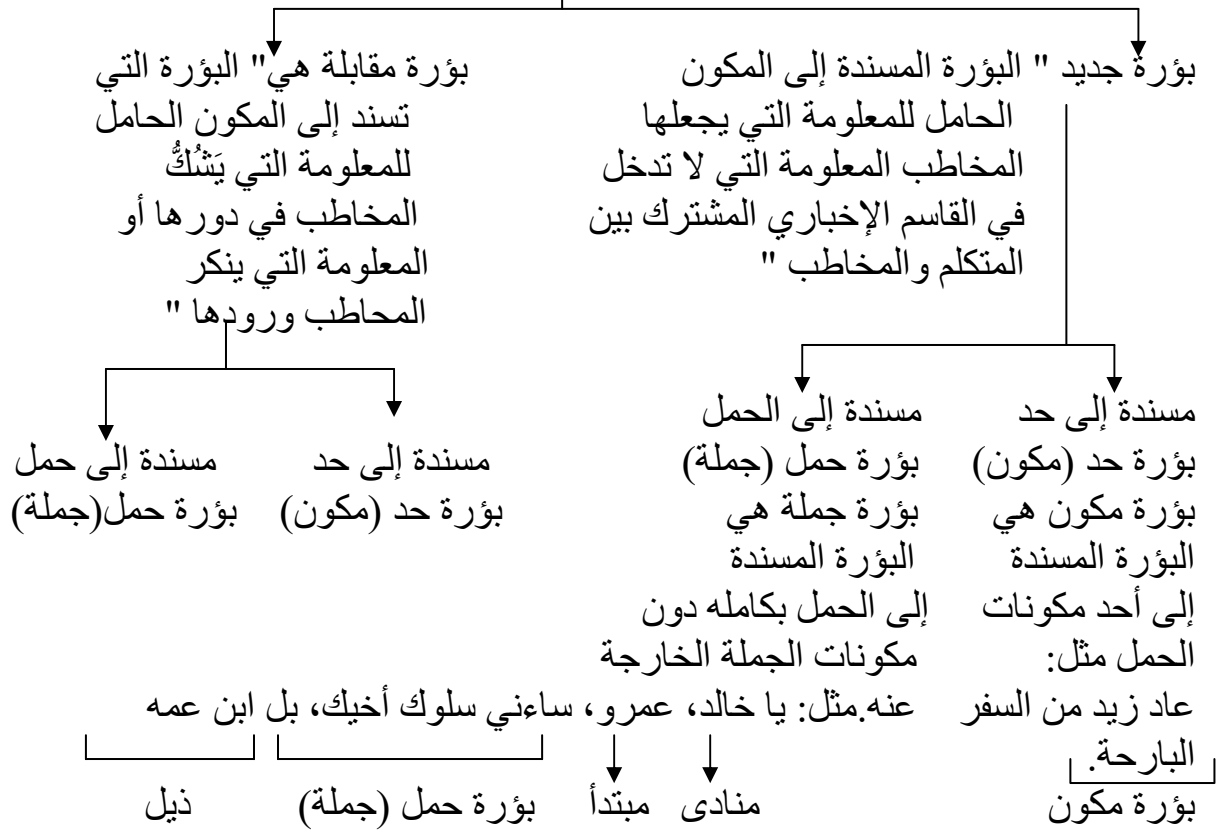 بؤرة جديد " البؤرة المسندة إلى المكون
الحامل للمعلومة التي يجعلها
المخاطب المعلومة التي لا تدخل
في القاسم الإخباري المشترك بين
المتكلم والمخاطب "
بؤرة مقابلة هي" البؤرة التي
تسند إلى المكون الحامل
للمعلومة التي يَشُكُّ
المخاطب في دورها أو
المعلومة التي ينكر
المحاطب ورودها "
مسندة إلى حد
بؤرة حد (مكون)
بؤرة مكون هي
البؤرة المسندة
إلى أحد مكونات
الحمل مثل:
عاد زيد من السفر
البارحة.
بؤرة مكون
مسندة إلى الحمل
بؤرة حمل (جملة)
بؤرة جملة هي
البؤرة المسندة
إلى الحمل بكامله دون
مكونات الجملة الخارجة
عنه.مثل: يا خالد، عمرو، ساءني سلوك أخيك، بل ابن عمه
منادى مبتدأ بؤرة حمل (جملة) ذيل
مسندة إلى حد
بؤرة حد (مكون)
مسندة إلى حمل
بؤرة حمل(جملة)